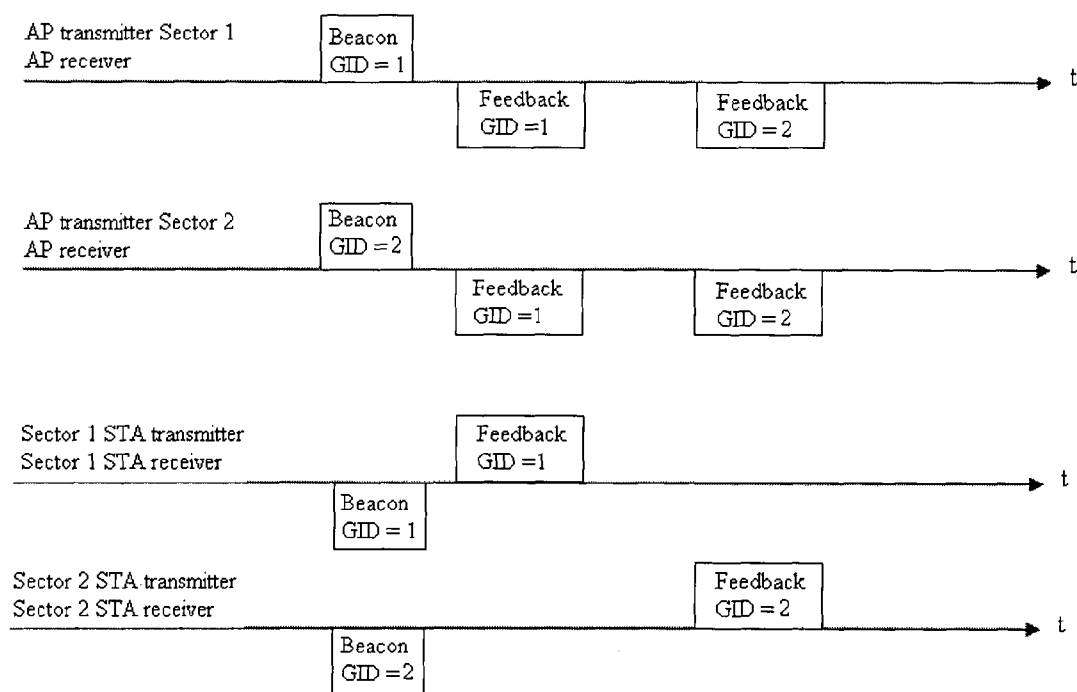 AP transmitter Sector 1
AP receiver
Beacon
GID = 1
t
Feedback
GID =1
Feedback
GID = 2
AP transmitter Sector 2
AP receiver
Beacon
GID = 2
t
Feedback
GID =1
Feedback
GID = 2
Sector 1 STA transmitter
Sector 1 STA receiver
Feedback
GID =1
t
Beacon
GID = 1
Sector 2 STA transmitter
Sector 2 STA receiver
Feedback
GID = 2
t
Beacon
GID = 2